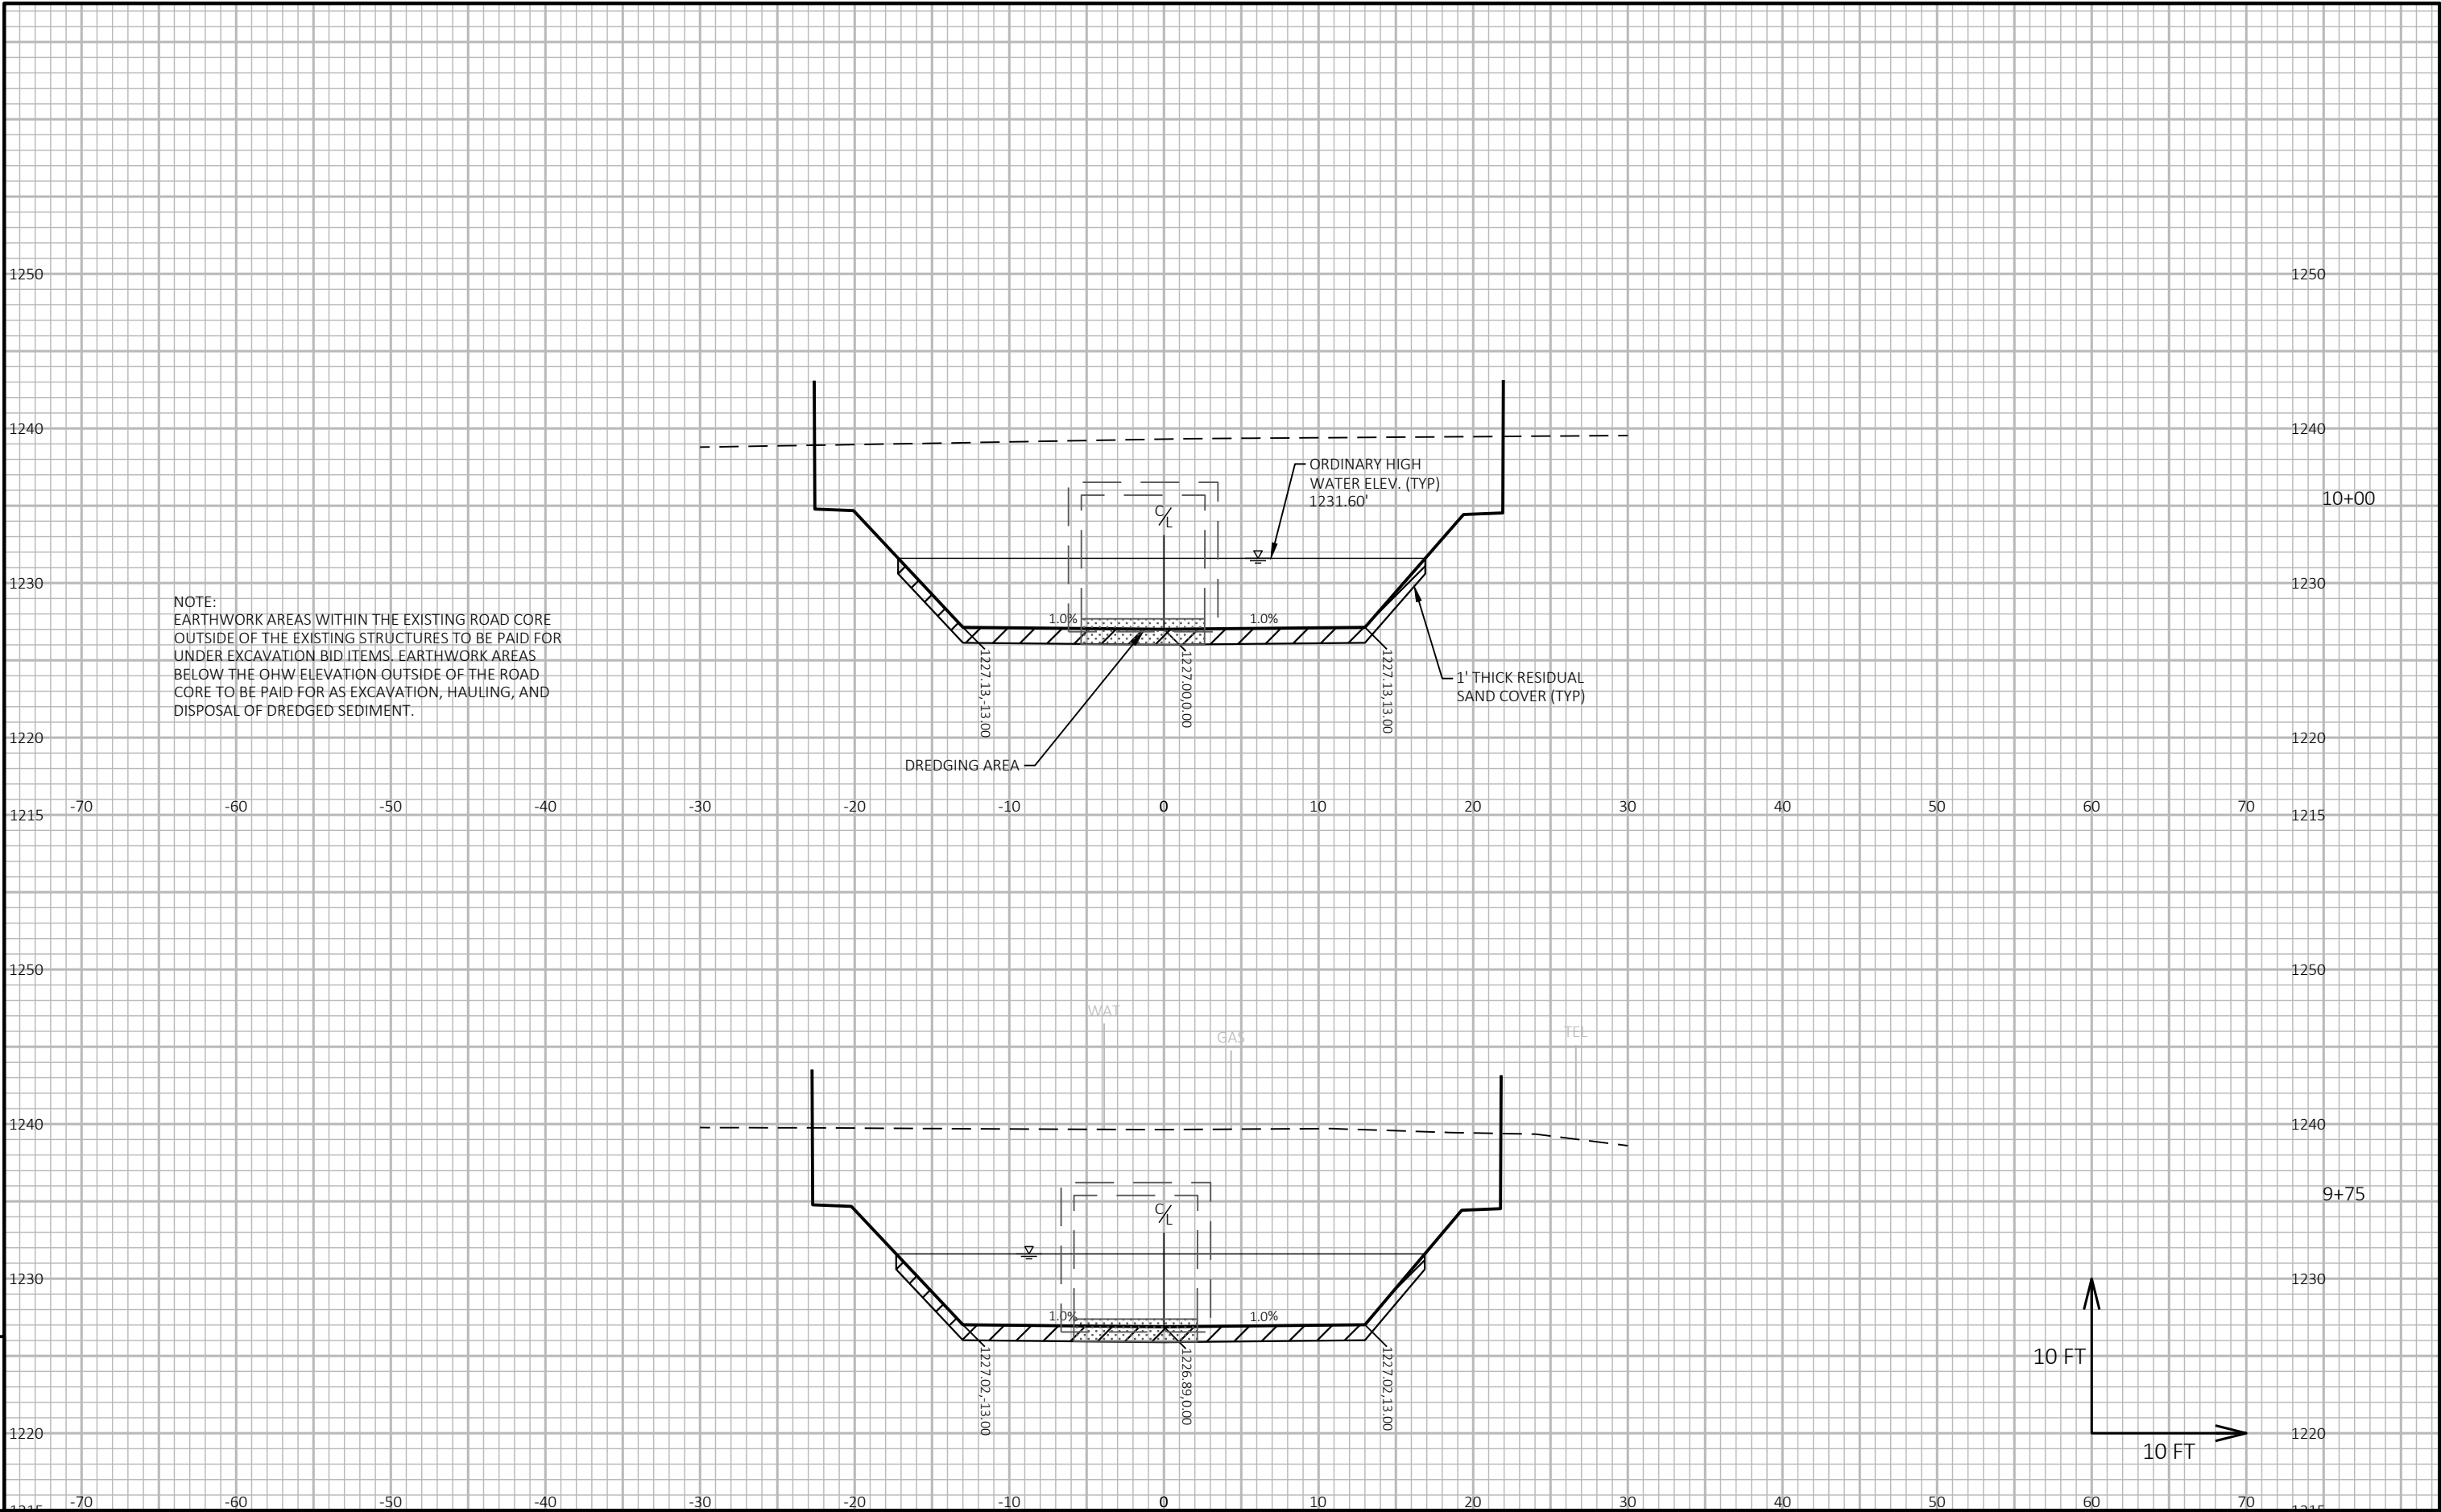 1250
1250
1240
1240
ORDINARY HIGH
WATER ELEV. (TYP)
1231.60'
10+00
C/L
1230
1230
NOTE:
EARTHWORK AREAS WITHIN THE EXISTING ROAD CORE
OUTSIDE OF THE EXISTING STRUCTURES TO BE PAID FOR
UNDER EXCAVATION BID ITEMS. EARTHWORK AREAS
BELOW THE OHW ELEVATION OUTSIDE OF THE ROAD
CORE TO BE PAID FOR AS EXCAVATION, HAULING, AND
DISPOSAL OF DREDGED SEDIMENT.
1.0%
1.0%
1227.13,-13.00
1227.00,0.00
1227.13,13.00
1' THICK RESIDUAL
SAND COVER (TYP)
1220
1220
DREDGING AREA
-70 -60 -50 -40 -30 -20 -10 0 10 20 30 40 50 60 70
1215
1215
1250
1250
WAT
GAS
TEL
1240
1240
9+75
C/L
1230
1230
1.0%
1.0%
1227.02,-13.00
1226.89,0.00
1227.02,13.00
10 FT
1220
1220
10 FT
-70 -60 -50 -40 -30 -20 -10 0 10 20 30 40 50 60 70
1215
1215